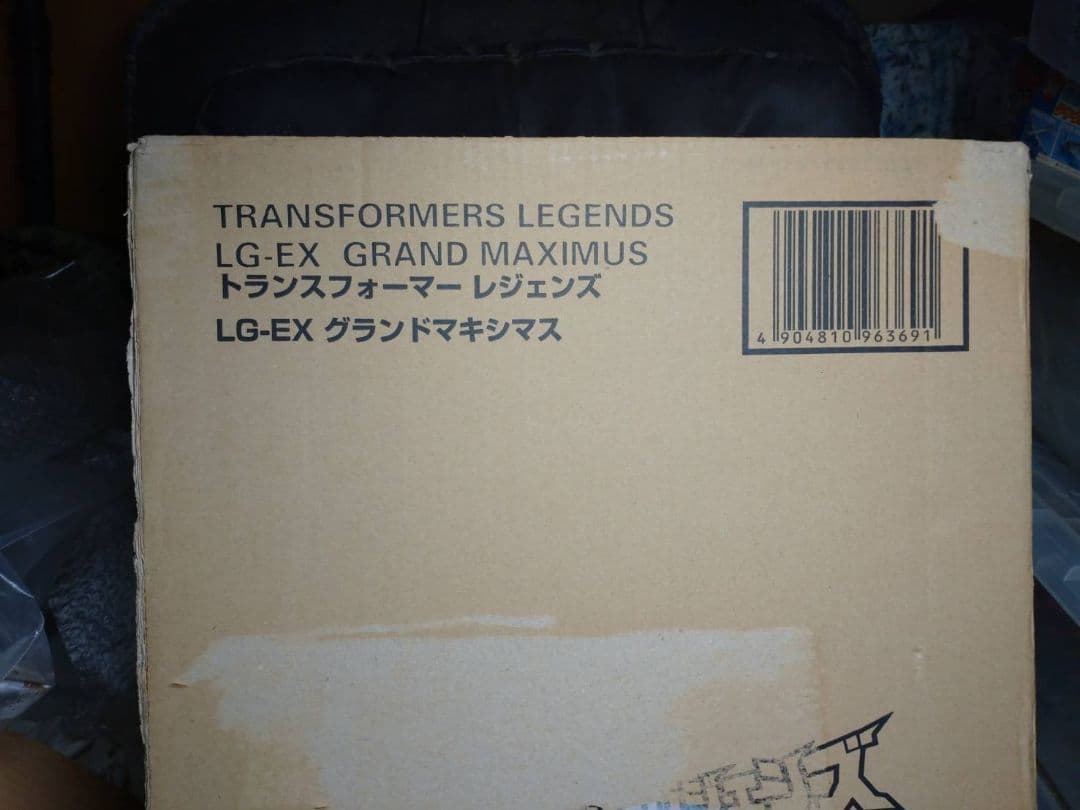 TRANSFORMERS LEGENDS
LG-EX GRAND MAXIMUS
トランスフォーマー レジェンズ
LG-EX グランドマキシマス
4 904810 963691